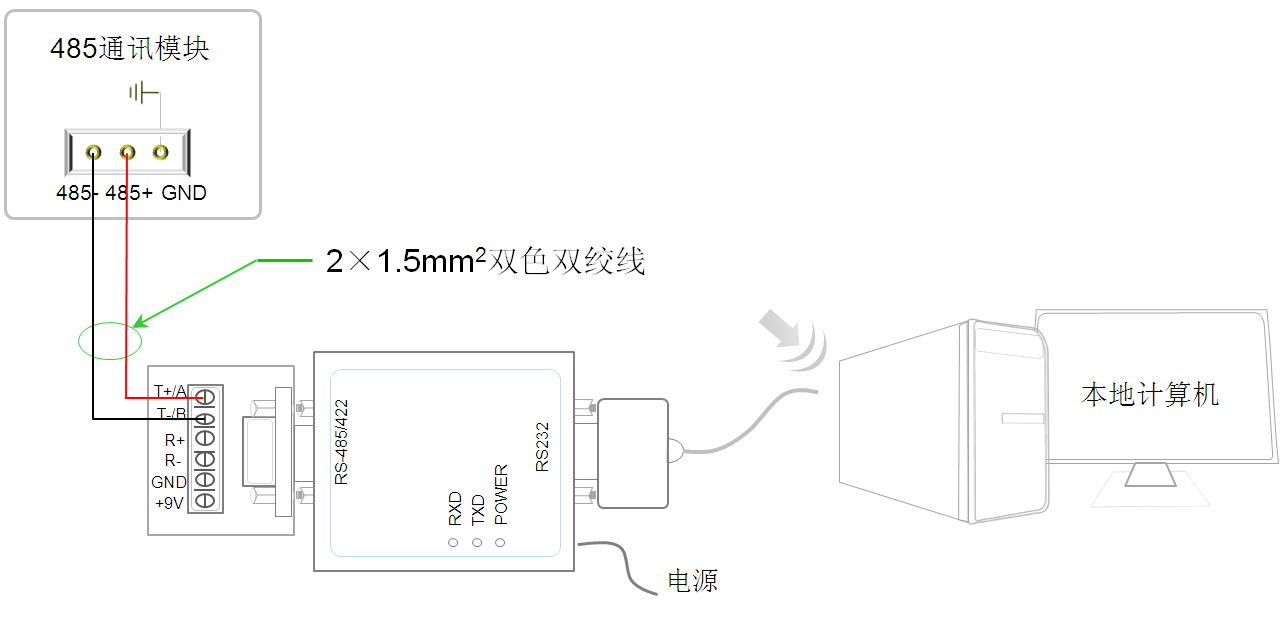 485通讯模块
485- 485+ GND
2×1.5mm²双色双绞线
T+/A
T-/B
R+
R-
GND
+9V
RS-485/422
RXD
TXD
POWER
RS232
本地计算机
电源